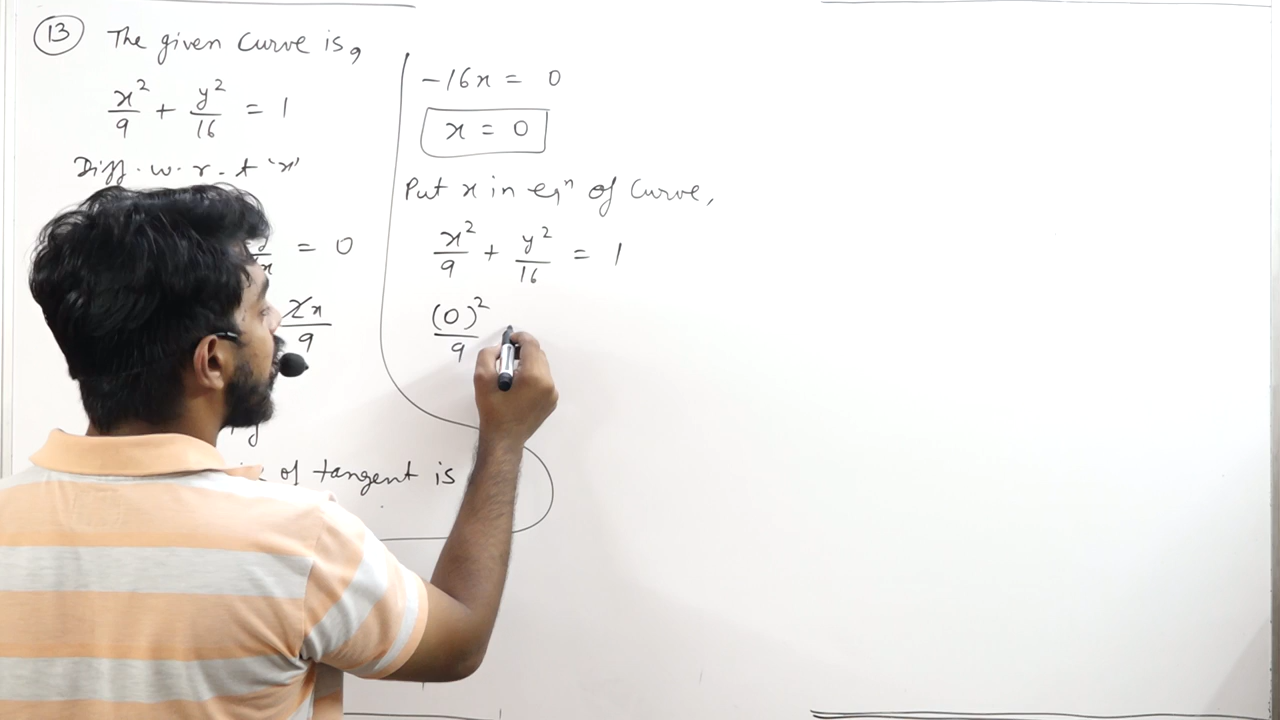 13 The given curve is,
x²/9 + y²/16 = 1
Diff. w. r. t 'x'
= 0
2x/9
of tangent is
-16x = 0
x = 0
Put x in eqⁿ of curve,
x²/9 + y²/16 = 1
(0)²/9